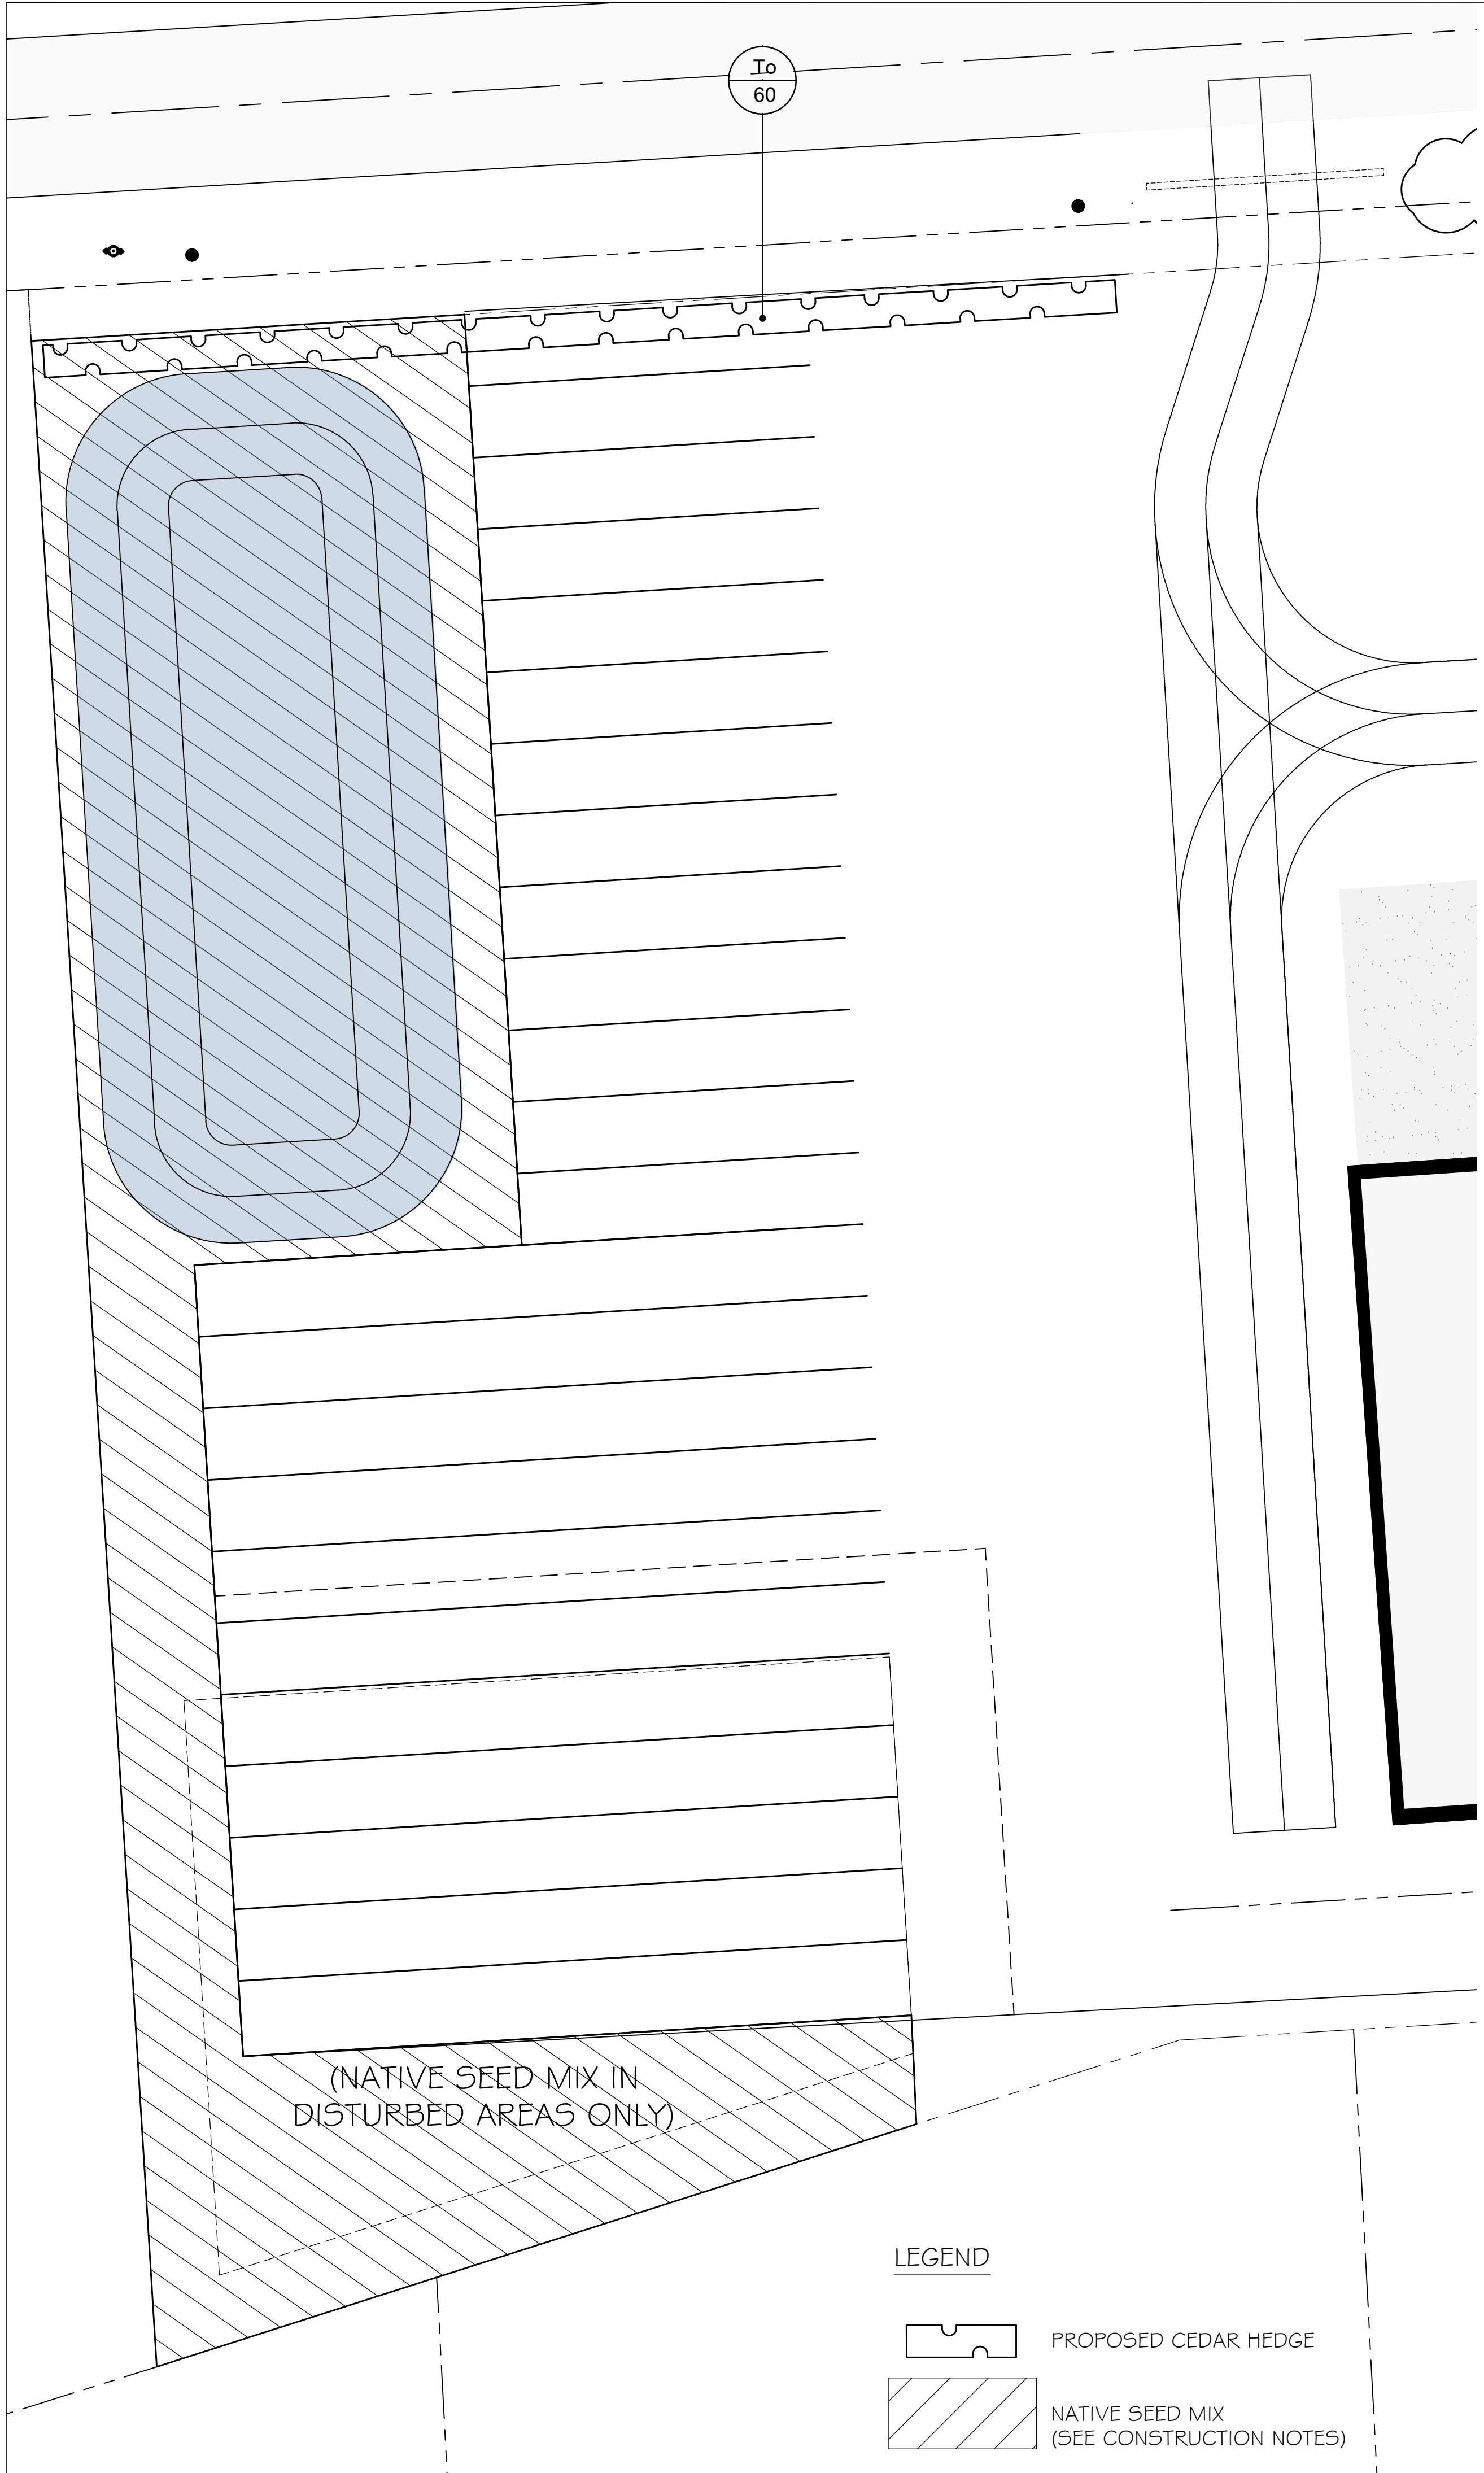 To
60
(NATIVE SEED MIX IN
DISTURBED AREAS ONLY)
LEGEND
PROPOSED CEDAR HEDGE
NATIVE SEED MIX
(SEE CONSTRUCTION NOTES)